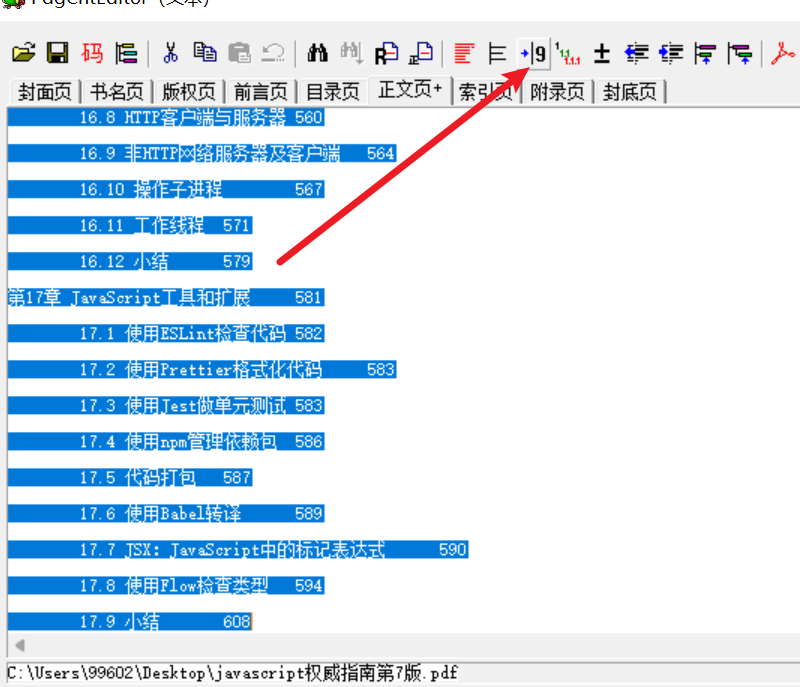 PdgCntEditor (文本)
码 R 9 1 1.1 1.1.1 ±
封面页 书名页 版权页 前言页 目录页 正文页+ 索引页 附录页 封底页
16.8 HTTP客户端与服务器 560
16.9 非HTTP网络服务器及客户端 564
16.10 操作子进程 567
16.11 工作线程 571
16.12 小结 579
第17章 JavaScript工具和扩展 581
17.1 使用ESLint检查代码 582
17.2 使用Prettier格式化代码 583
17.3 使用Jest做单元测试 583
17.4 使用npm管理依赖包 586
17.5 代码打包 587
17.6 使用Babel转译 589
17.7 JSX: JavaScript中的标记表达式 590
17.8 使用Flow检查类型 594
17.9 小结 608
C:\Users\99602\Desktop\javascript权威指南第7版.pdf